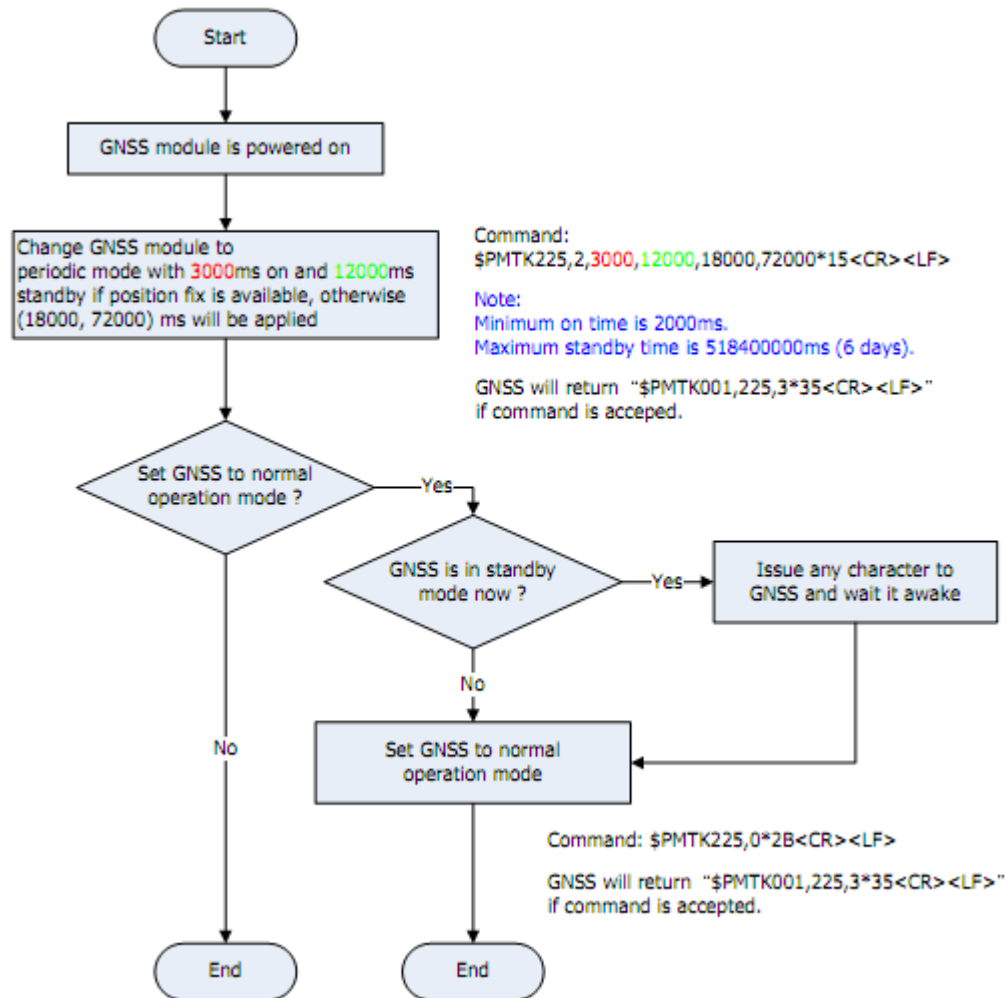 Start
GNSS module is powered on
Change GNSS module to
periodic mode with 3000ms on and 12000ms
standby if position fix is available, otherwise
(18000, 72000) ms will be applied
Command:
$PMTK225,2,3000,12000,18000,72000*15<CR><LF>
Note:
Minimum on time is 2000ms.
Maximum standby time is 518400000ms (6 days).
GNSS will return “$PMTK001,225,3*35<CR><LF>”
if command is acceped.
Set GNSS to normal
operation mode ?
Yes
GNSS is in standby
mode now ?
Yes
Issue any character to
GNSS and wait it awake
No
No
Set GNSS to normal
operation mode
Command: $PMTK225,0*2B<CR><LF>
GNSS will return “$PMTK001,225,3*35<CR><LF>”
if command is accepted.
End
End